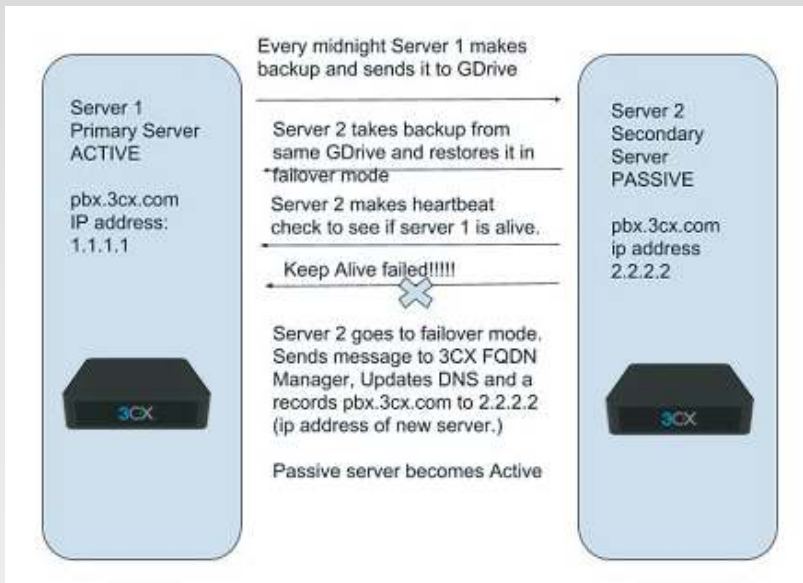 Every midnight Server 1 makes
backup and sends it to GDrive
Server 1
Primary Server
ACTIVE
pbx.3cx.com
IP address:
1.1.1.1
Server 2 takes backup from
same GDrive and restores it in
failover mode
Server 2 makes heartbeat
check to see if server 1 is alive.
Keep Alive failed!!!!!
Server 2 goes to failover mode.
Sends message to 3CX FQDN
Manager, Updates DNS and a
records pbx.3cx.com to 2.2.2.2
(ip address of new server.)
Passive server becomes Active
Server 2
Secondary
Server
PASSIVE
pbx.3cx.com
ip address
2.2.2.2
3CX
3CX